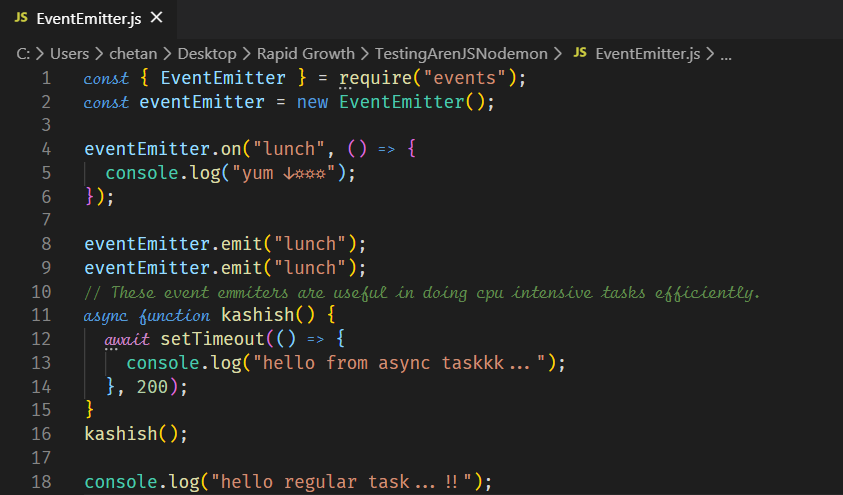 JS EventEmitter.js ×
C: > Users > chetan > Desktop > Rapid Growth > TestingArenJSNodemon > JS EventEmitter.js > ...
1 const { EventEmitter } = require("events");
2 const eventEmitter = new EventEmitter();
3
4 eventEmitter.on("lunch", () => {
5 console.log("yum ↓☼☼☼");
6 });
7
8 eventEmitter.emit("lunch");
9 eventEmitter.emit("lunch");
10 // These event emmiters are useful in doing cpu intensive tasks efficiently.
11 async function kashish() {
12 await setTimeout(() => {
13 console.log("hello from async taskkk...");
14 }, 200);
15 }
16 kashish();
17
18 console.log("hello regular task...!!");